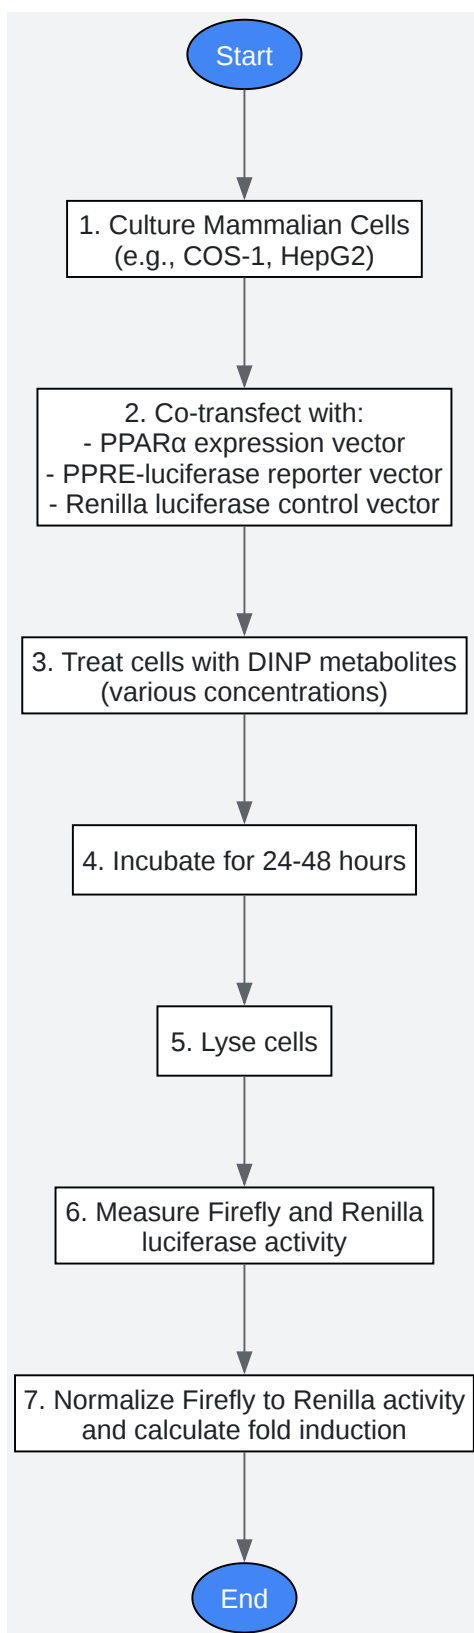 Start
1. Culture Mammalian Cells
(e.g., COS-1, HepG2)
2. Co-transfect with:
- PPARα expression vector
- PPRE-luciferase reporter vector
- Renilla luciferase control vector
3. Treat cells with DINP metabolites
(various concentrations)
4. Incubate for 24-48 hours
5. Lyse cells
6. Measure Firefly and Renilla
luciferase activity
7. Normalize Firefly to Renilla activity
and calculate fold induction
End